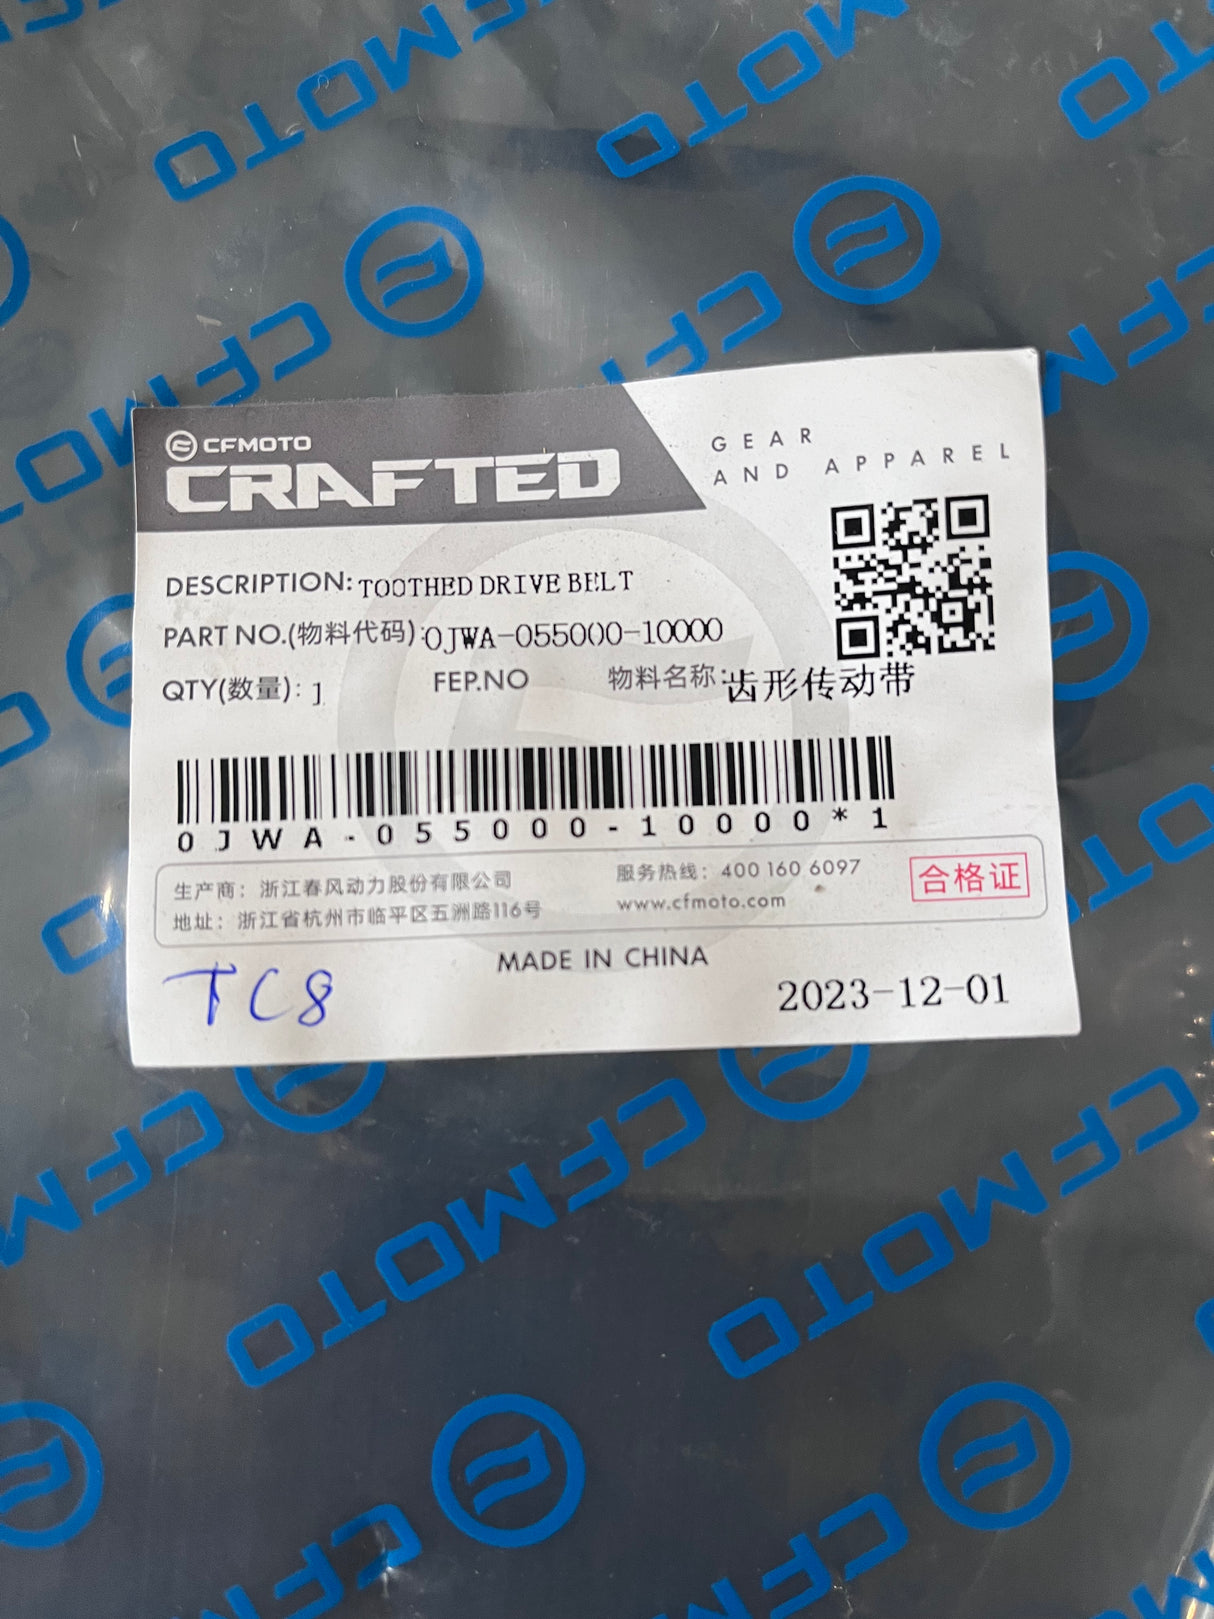 CFMOTO
CRAFTED
GEAR
AND APPAREL
DESCRIPTION: TOOTHED DRIVE BELT
PART NO.(物料代码): 0JWA-055000-10000
QTY(数量): 1 FEP.NO 物料名称: 齿形传动带
0JWA-055000-10000*1
生产商：浙江春风动力股份有限公司 服务热线：400 160 6097
地址：浙江省杭州市临平区五洲路116号 www.cfmoto.com
合格证
MADE IN CHINA
TC8 2023-12-01
CFMOTO
CFMOTO